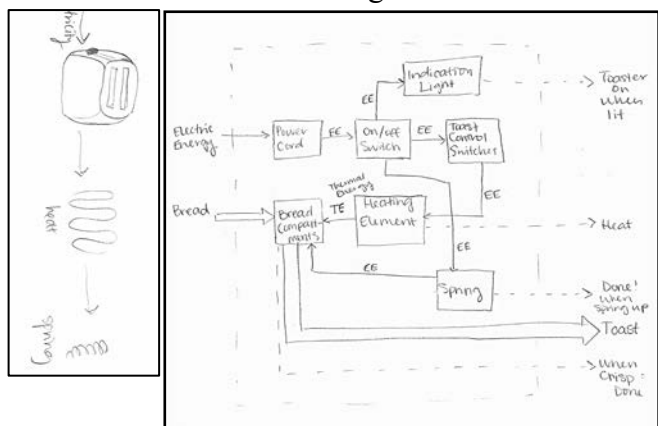 heat
Indication
Light
Toaster
On
When
lit
EE
Electric
Energy
Power
Cord
EE
On/off
Switch
EE
Toast
Control
Switches
EE
Bread
Bread
Compart-
ments
Thermal
Energy
TE
Heating
Element
Heat
EE
EE
Spring
Done!
When
Spring up
Toast
When
Crisp:
Done